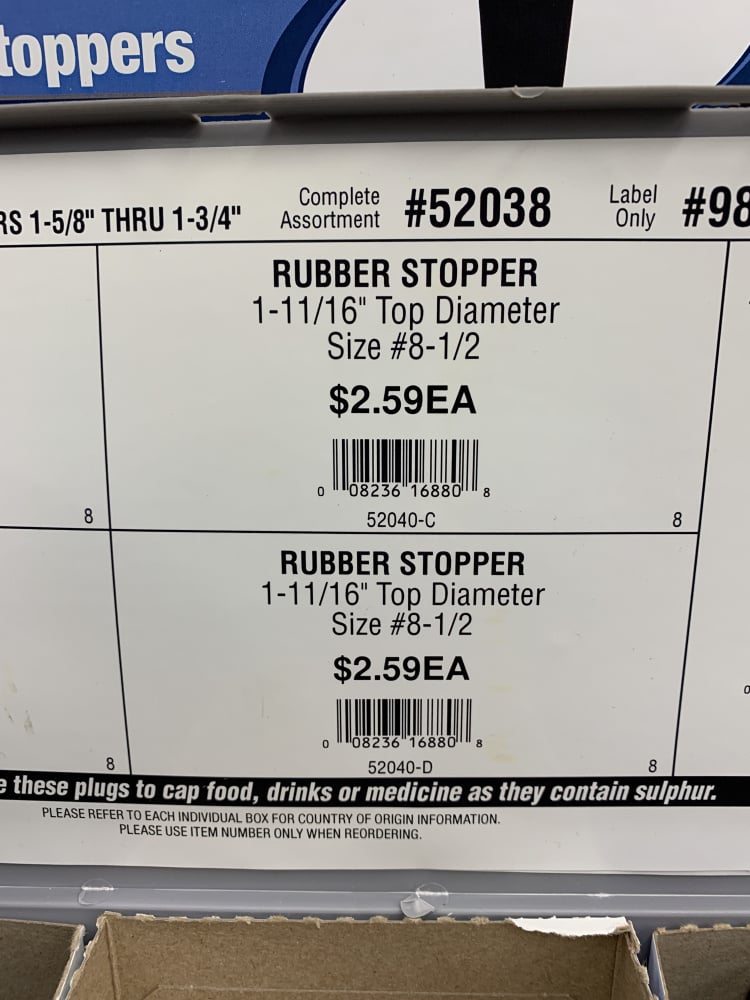 toppers
RS 1-5/8" THRU 1-3/4"
Complete Assortment #52038
Label Only #98
RUBBER STOPPER
1-11/16" Top Diameter
Size #8-1/2
$2.59EA
0 08236 16880 8
52040-C
8
8
RUBBER STOPPER
1-11/16" Top Diameter
Size #8-1/2
$2.59EA
0 08236 16880 8
52040-D
8
8
0
e these plugs to cap food, drinks or medicine as they contain sulphur.
PLEASE REFER TO EACH INDIVIDUAL BOX FOR COUNTRY OF ORIGIN INFORMATION.
PLEASE USE ITEM NUMBER ONLY WHEN REORDERING.